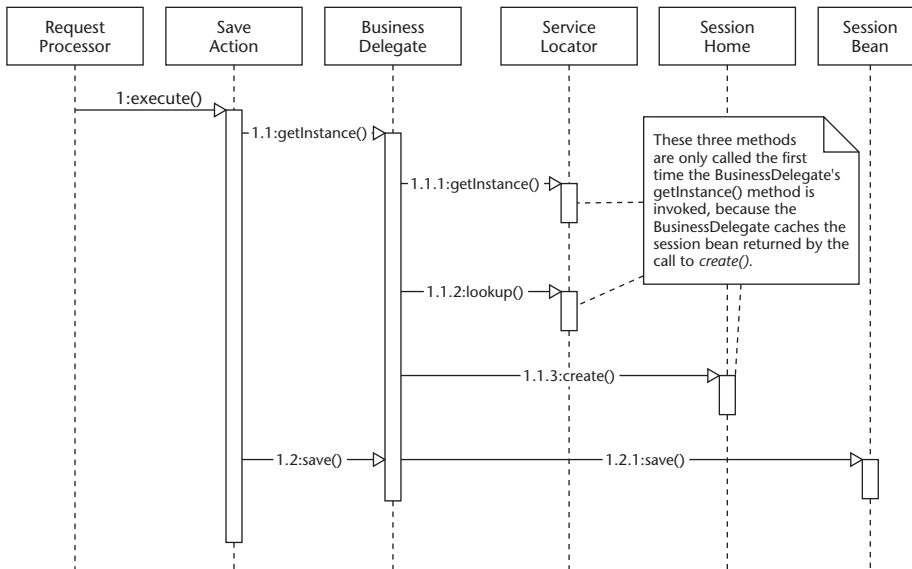 Request
Processor
Save
Action
Business
Delegate
Service
Locator
Session
Home
Session
Bean
1:execute()
1.1:getInstance()
1.1.1:getInstance()
These three methods
are only called the first
time the BusinessDelegate's
getInstance() method is
invoked, because the
BusinessDelegate caches the
session bean returned by the
call to create().
1.1.2:lookup()
1.1.3:create()
1.2:save()
1.2.1:save()